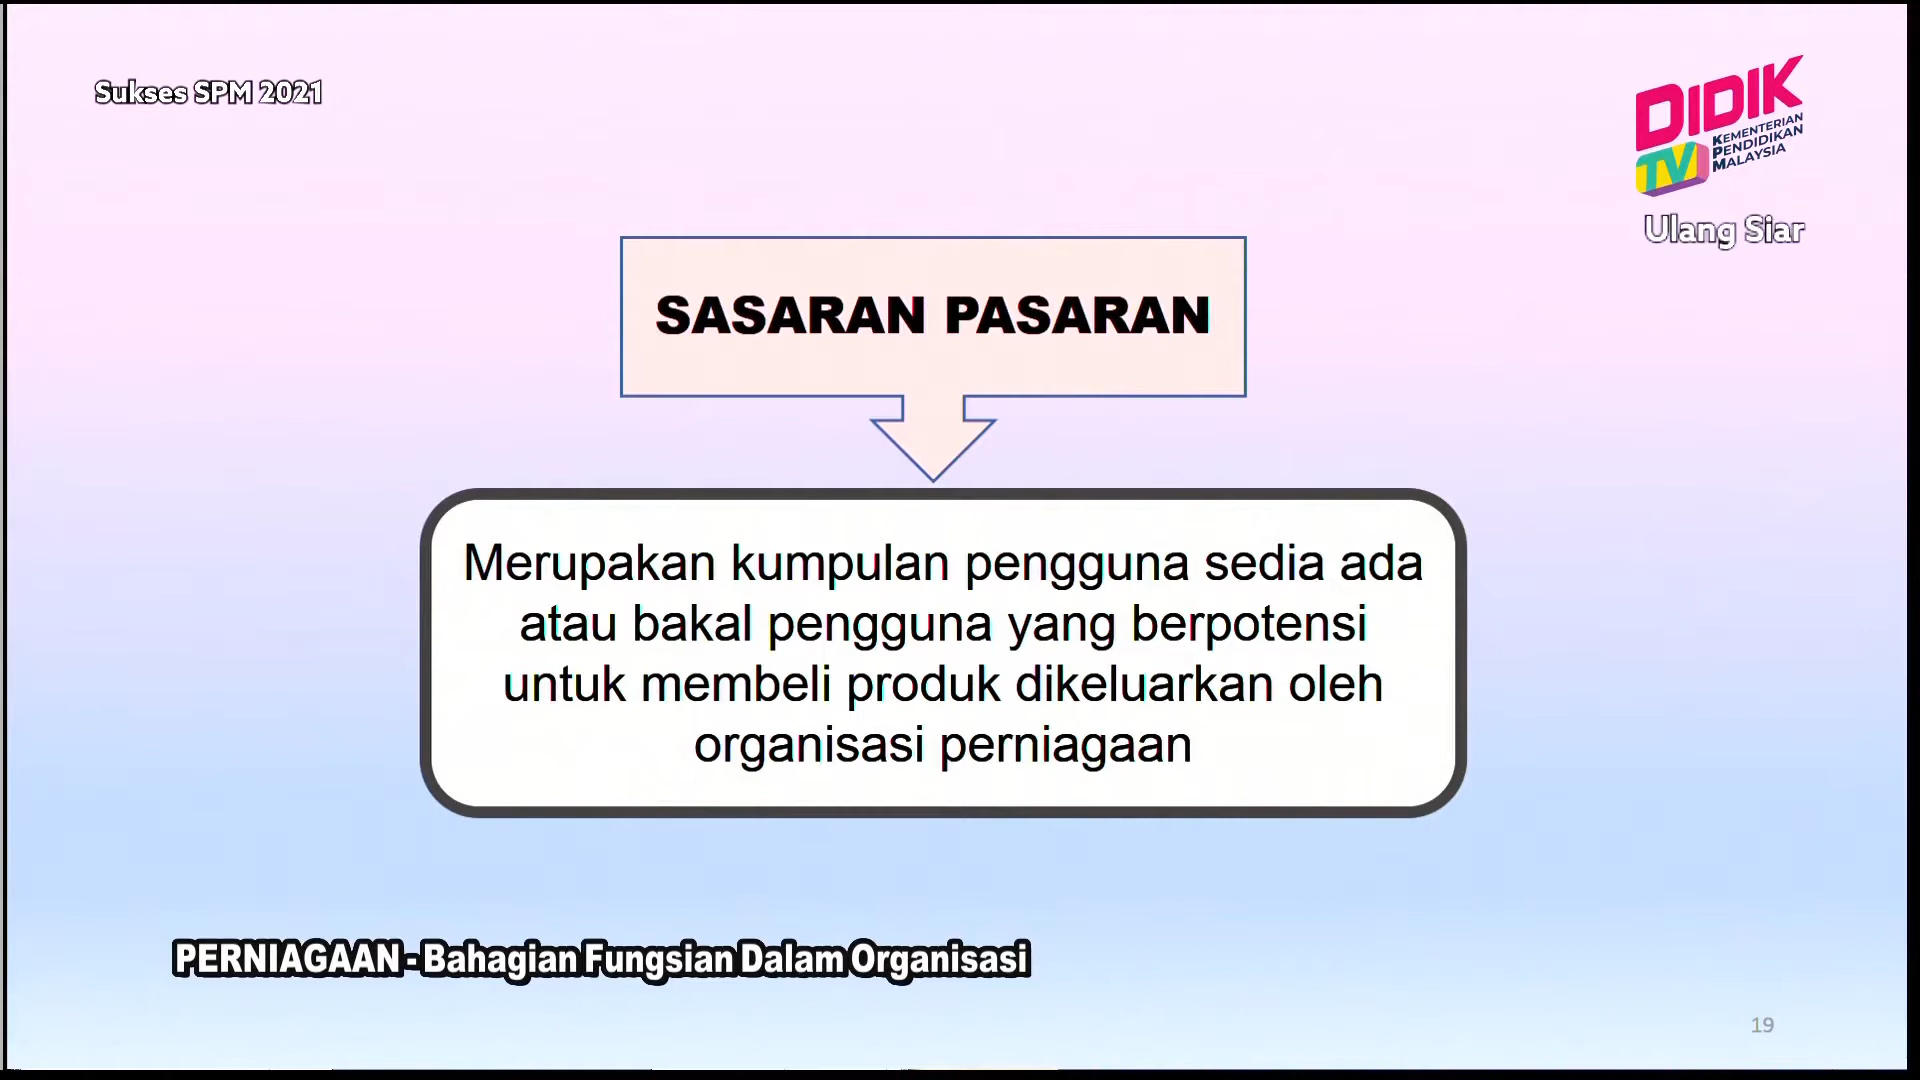 Sukses SPM 2021
DIDIK
TV
KEMENTERIAN
PENDIDIKAN
MALAYSIA
Ulang Siar
SASARAN PASARAN
Merupakan kumpulan pengguna sedia ada
atau bakal pengguna yang berpotensi
untuk membeli produk dikeluarkan oleh
organisasi perniagaan
PERNIAGAAN - Bahagian Fungsian Dalam Organisasi
19